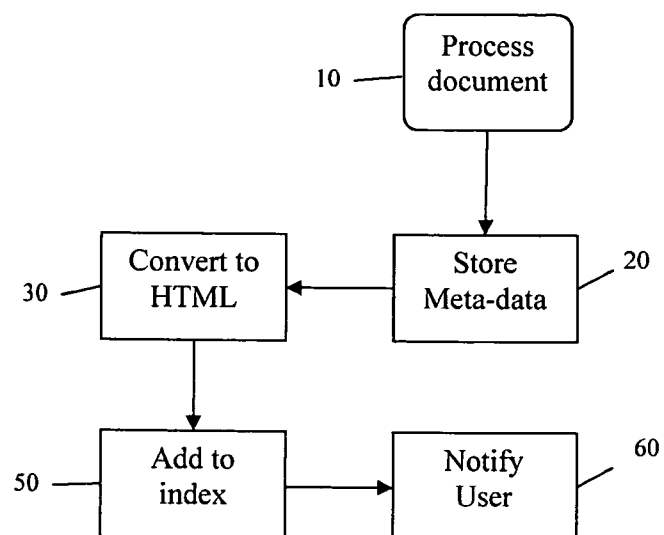 Process
document
10
Store
Meta-data
20
Convert to
HTML
30
Add to
index
50
Notify
User
60